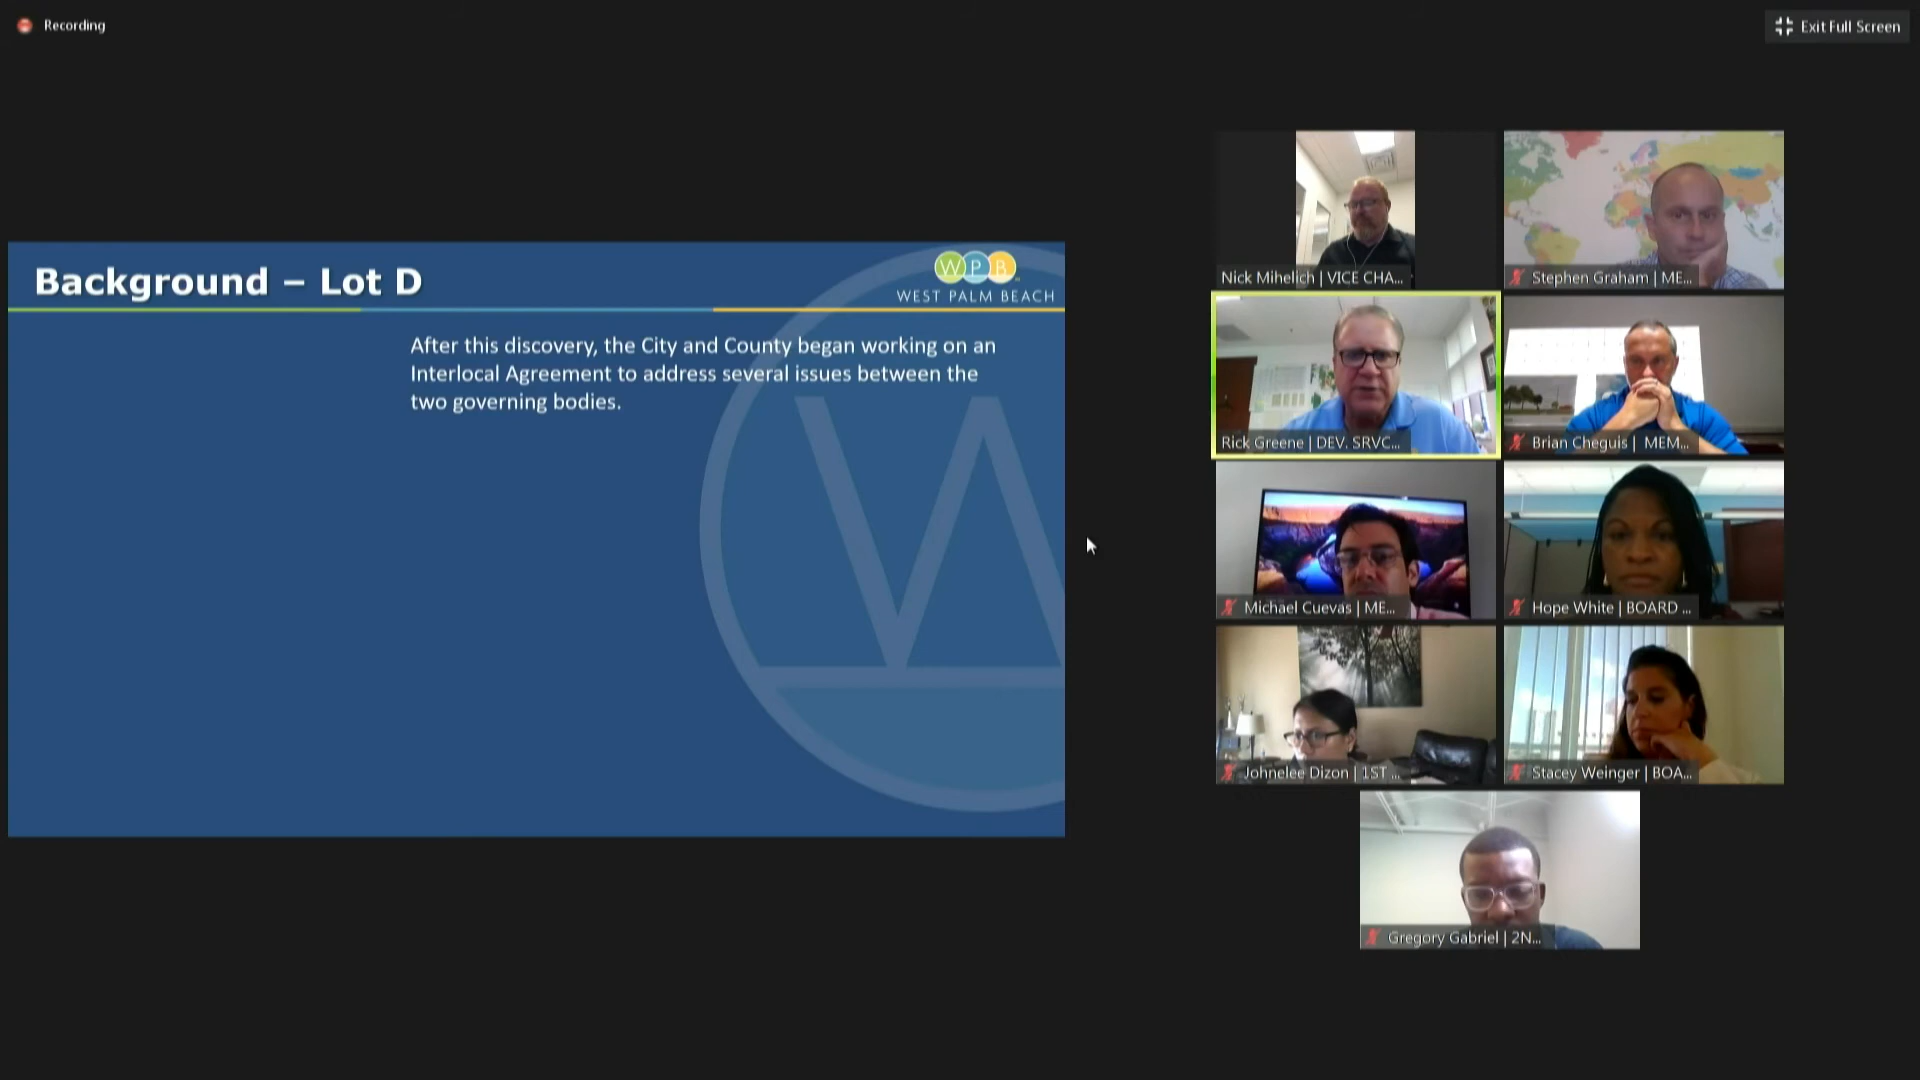 Recording
Exit Full Screen
Background – Lot D
W P B
WEST PALM BEACH
After this discovery, the City and County began working on an
Interlocal Agreement to address several issues between the
two governing bodies.
Nick Mihelich | VICE CHA...
Stephen Graham | ME...
Rick Greene | DEV. SRVC...
Brian Cheguis | MEM...
Michael Cuevas | ME...
Hope White | BOARD ...
Johnelee Dizon | 1ST ...
Stacey Weinger | BOA...
Gregory Gabriel | 2N...